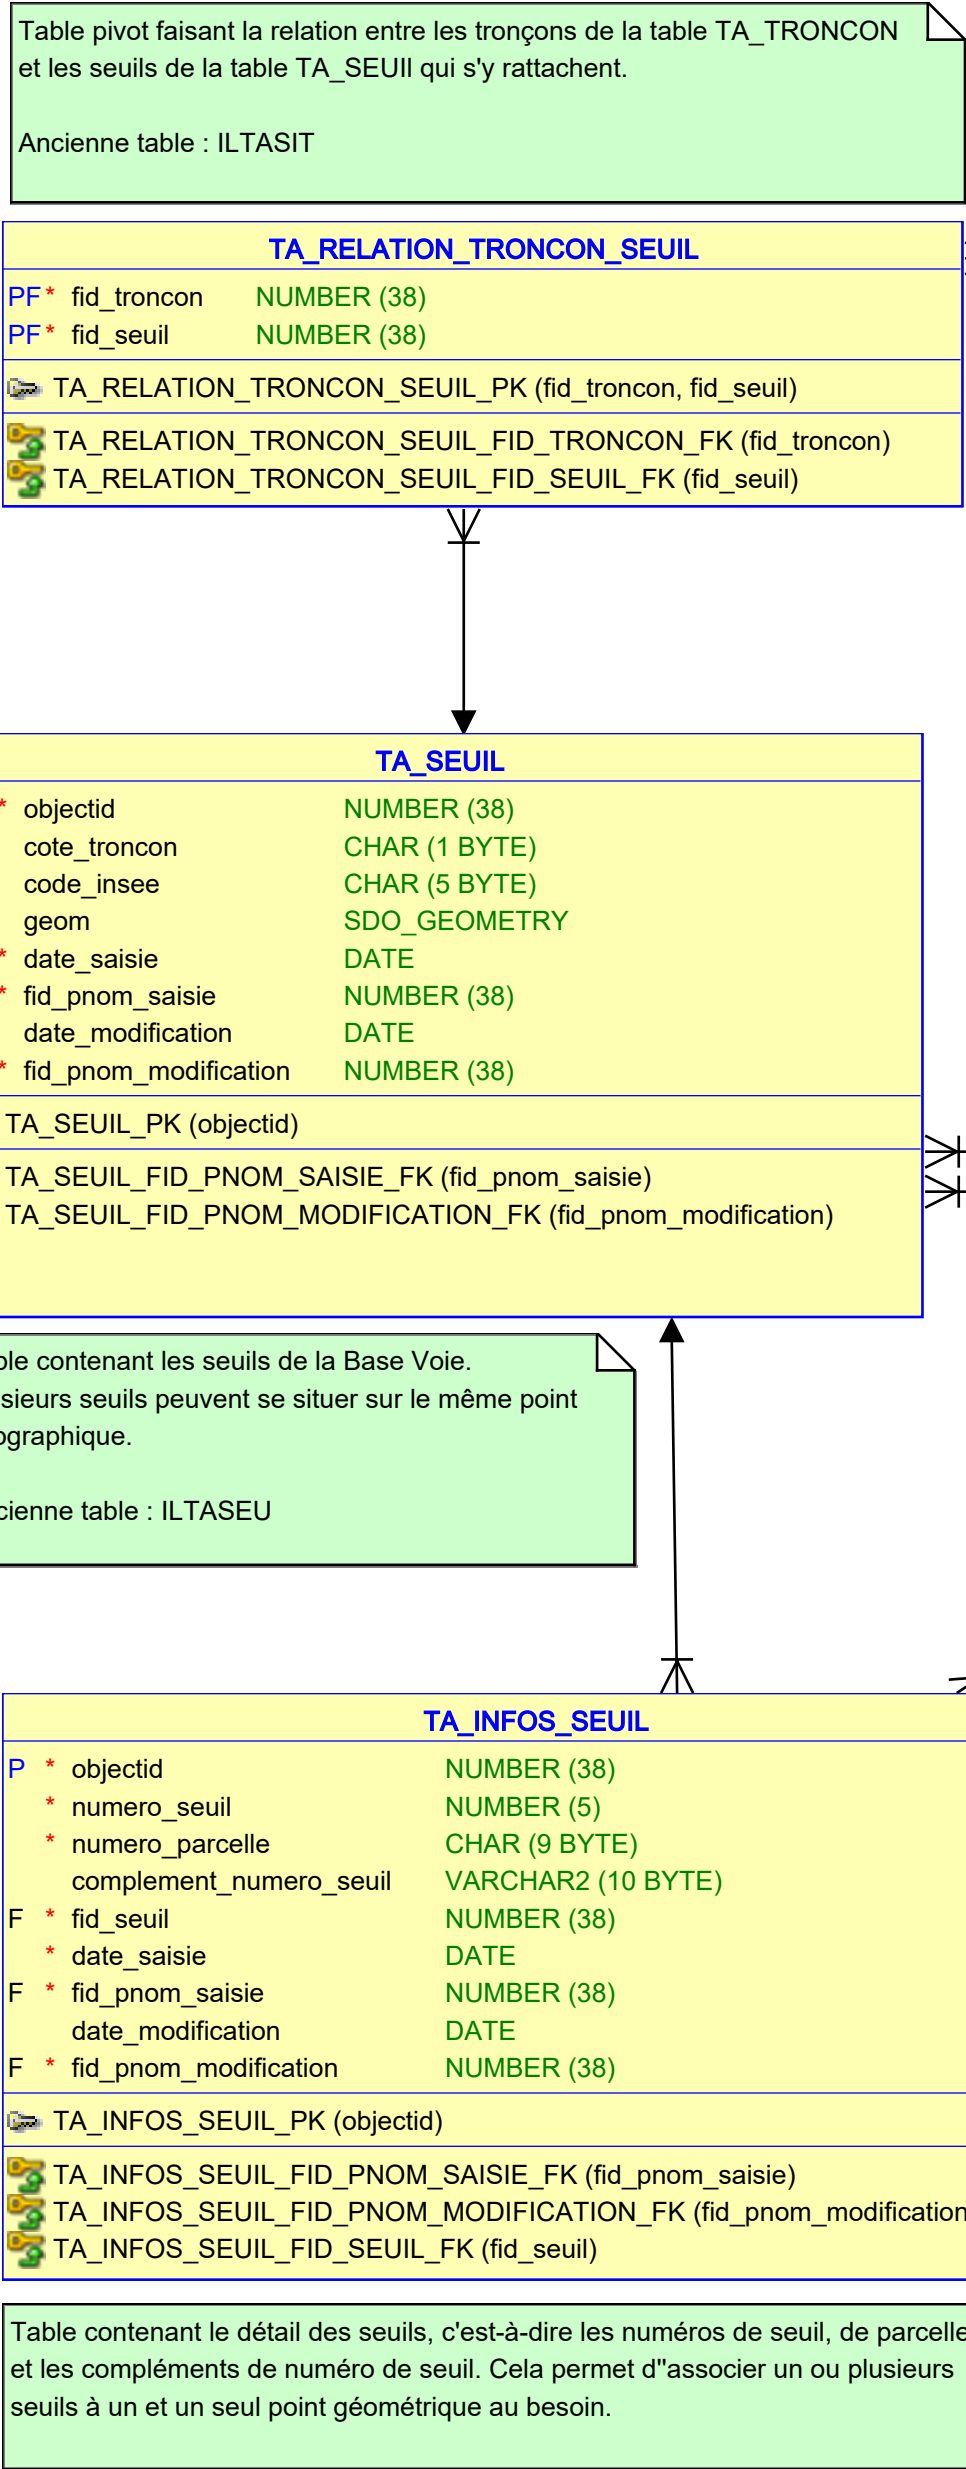 Table pivot faisant la relation entre les tronçons de la table TA_TRONCON
et les seuils de la table TA_SEUIl qui s'y rattachent.
Ancienne table : ILTASIT
TA_RELATION_TRONCON_SEUIL
PF* fid_troncon NUMBER (38)
PF* fid_seuil NUMBER (38)
TA_RELATION_TRONCON_SEUIL_PK (fid_troncon, fid_seuil)
TA_RELATION_TRONCON_SEUIL_FID_TRONCON_FK (fid_troncon)
TA_RELATION_TRONCON_SEUIL_FID_SEUIL_FK (fid_seuil)
TA_SEUIL
* objectid NUMBER (38)
cote_troncon CHAR (1 BYTE)
code_insee CHAR (5 BYTE)
geom SDO_GEOMETRY
* date_saisie DATE
* fid_pnom_saisie NUMBER (38)
date_modification DATE
* fid_pnom_modification NUMBER (38)
TA_SEUIL_PK (objectid)
TA_SEUIL_FID_PNOM_SAISIE_FK (fid_pnom_saisie)
TA_SEUIL_FID_PNOM_MODIFICATION_FK (fid_pnom_modification)
ble contenant les seuils de la Base Voie.
sieurs seuils peuvent se situer sur le même point
ographique.
cienne table : ILTASEU
TA_INFOS_SEUIL
P * objectid NUMBER (38)
* numero_seuil NUMBER (5)
* numero_parcelle CHAR (9 BYTE)
complement_numero_seuil VARCHAR2 (10 BYTE)
F * fid_seuil NUMBER (38)
* date_saisie DATE
F * fid_pnom_saisie NUMBER (38)
date_modification DATE
F * fid_pnom_modification NUMBER (38)
TA_INFOS_SEUIL_PK (objectid)
TA_INFOS_SEUIL_FID_PNOM_SAISIE_FK (fid_pnom_saisie)
TA_INFOS_SEUIL_FID_PNOM_MODIFICATION_FK (fid_pnom_modification
TA_INFOS_SEUIL_FID_SEUIL_FK (fid_seuil)
Table contenant le détail des seuils, c'est-à-dire les numéros de seuil, de parcelle
et les compléments de numéro de seuil. Cela permet d''associer un ou plusieurs
seuils à un et un seul point géométrique au besoin.